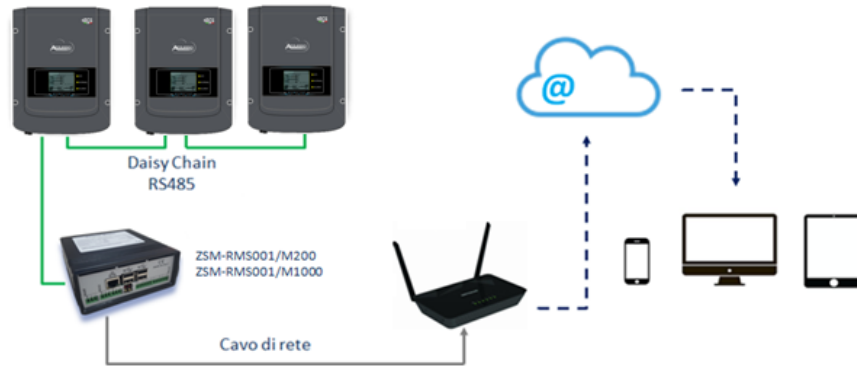 Daisy Chain
RS485
ZSM-RMS001/M200
ZSM-RMS001/M1000
@
Cavo di rete